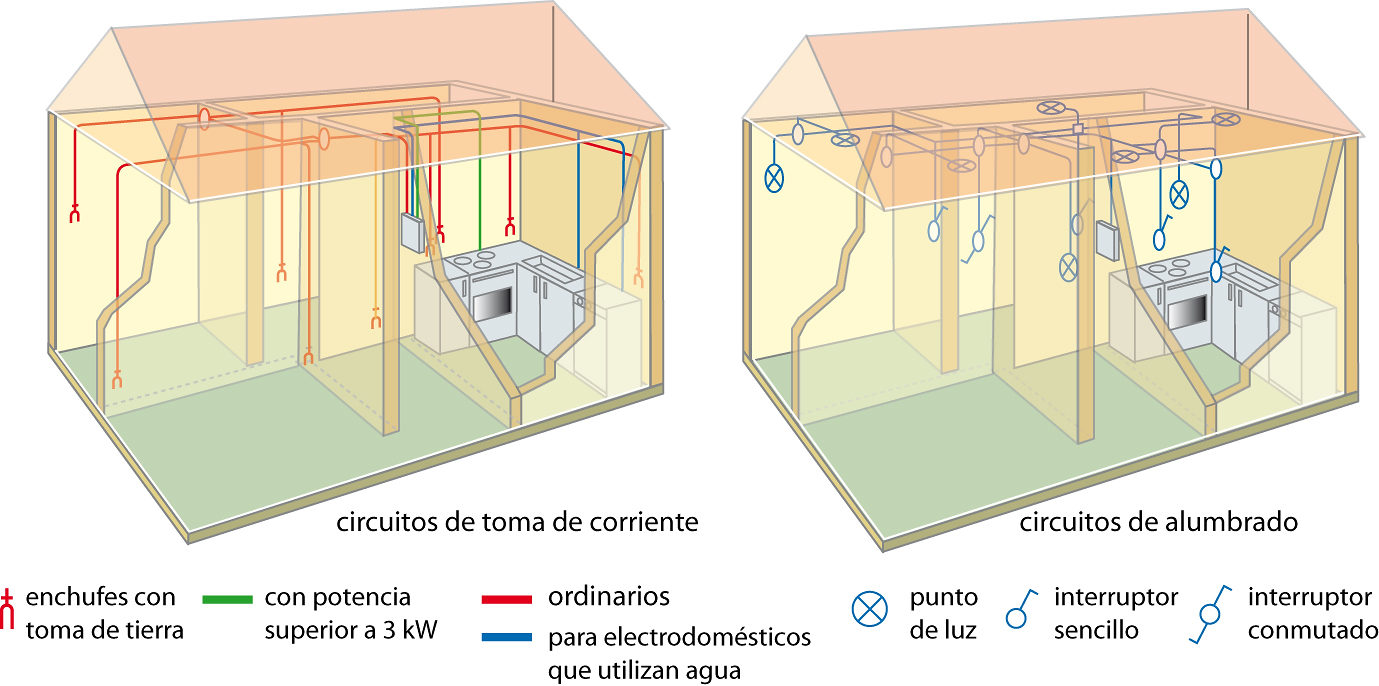 circuitos de toma de corriente
circuitos de alumbrado
enchufes con
toma de tierra
con potencia
superior a 3 kW
ordinarios
para electrodomésticos
que utilizan agua
punto
de luz
interruptor
sencillo
interruptor
conmutado